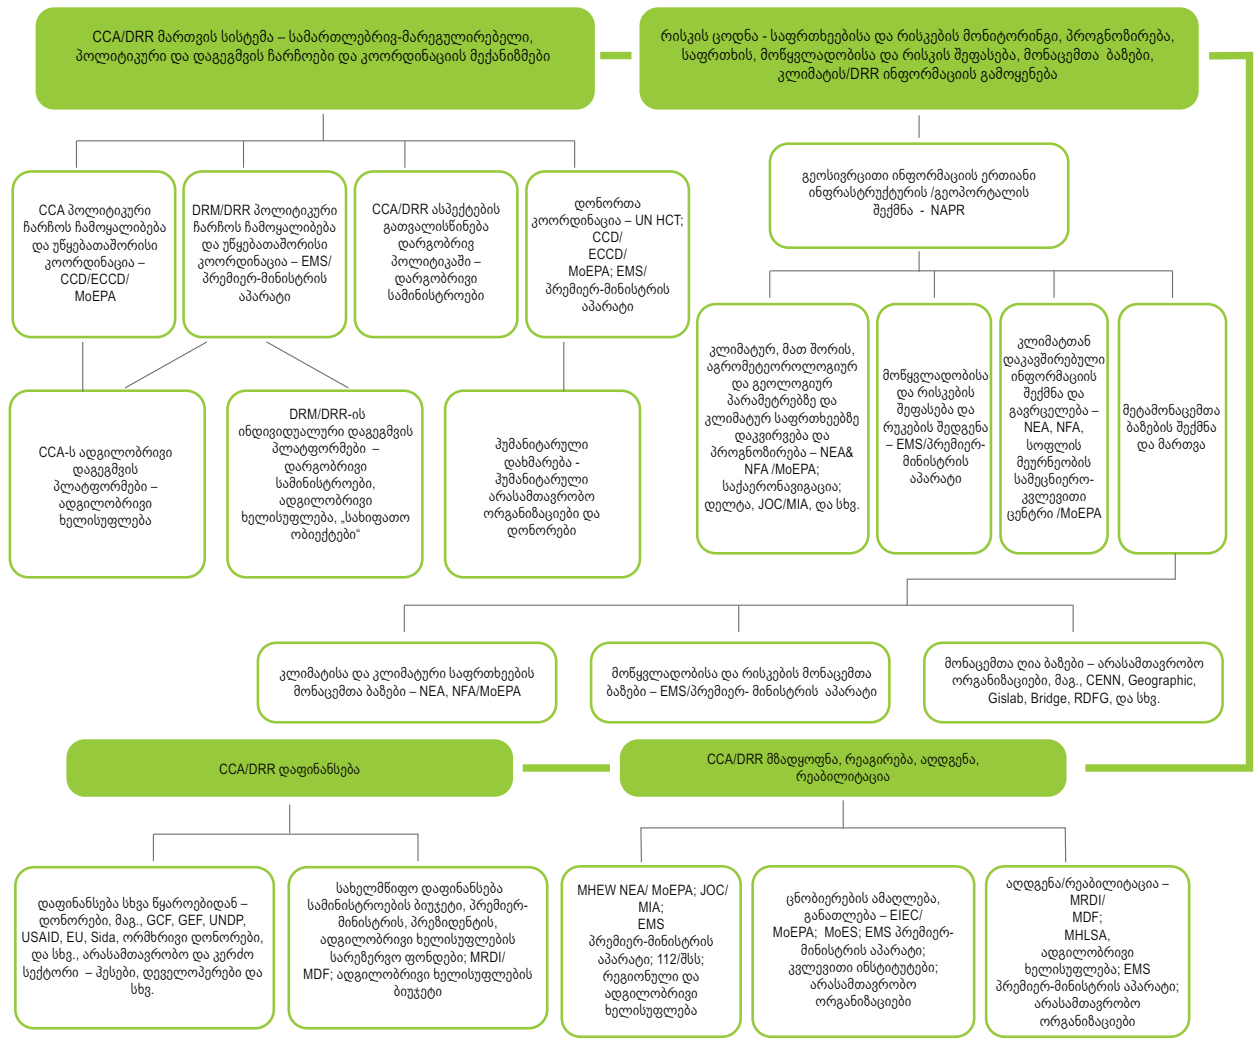 CCA/DRR მართვის სისტემა – სამართლებრივ-მარეგულირებელი,
პოლიტიკური და დაგეგმვის ჩარჩოები და კოორდინაციის მექანიზმები
რისკის ცოდნა - საფრთხეებისა და რისკების მონიტორინგი, პროგნოზირება,
საფრთხის, მოწყვლადობისა და რისკის შეფასება, მონაცემთა ბაზები,
კლიმატის/DRR ინფორმაციის გამოყენება
CCA პოლიტიკური
ჩარჩოს ჩამოყალიბება
და უწყებათაშორისი
კოორდინაცია –
CCD/ECCD/
MoEPA
DRM/DRR პოლიტიკური
ჩარჩოს ჩამოყალიბება
და უწყებათაშორისი
კოორდინაცია – EMS/
პრემიერ-მინისტრის
აპარატი
CCA/DRR ასპექტების
გათვალისწინება
დარგობრივ
პოლიტიკაში –
დარგობრივი
სამინისტროები
დონორთა
კოორდინაცია – UN HCT;
CCD/
ECCD/
MoEPA; EMS/
პრემიერ-მინისტრის
აპარატი
გეოსივრცითი ინფორმაციის ერთიანი
ინფრასტრუქტურის /გეოპორტალის
შექმნა - NAPR
CCA-ს ადგილობრივი
დაგეგმვის
პლატფორმები –
ადგილობრივი
ხელისუფლება
DRM/DRR-ის
ინდივიდუალური დაგეგმვის
პლატფორმები –
დარგობრივი
სამინისტროები,
ადგილობრივი
ხელისუფლება, „სახიფათო
ობიექტები“
ჰუმანიტარული
დახმარება -
ჰუმანიტარული
არასამთავრობო
ორგანიზაციები და
დონორები
კლიმატურ, მათ შორის,
აგრომეტეოროლოგიურ
და გეოლოგიურ
პარამეტრებზე და
კლიმატურ საფრთხეებზე
დაკვირვება და
პროგნოზირება – NEA&
NFA /MoEPA;
საქაერონავიგაცია;
დელტა, JOC/MIA, და სხვ.
მოწყვლადობისა
და რისკების
შეფასება და
რუკების შედგენა
– EMS/პრემიერ-
მინისტრის
აპარატი
კლიმატთან
დაკავშირებული
ინფორმაციის
შექმნა და
გავრცელება –
NEA, NFA,
სოფლის
მეურნეობის
სამეცნიერო-
კვლევითი
ცენტრი /MoEPA
მეტამონაცემთა
ბაზების შექმნა
და მართვა
კლიმატისა და კლიმატური საფრთხეების
მონაცემთა ბაზები – NEA, NFA/MoEPA
მოწყვლადობისა და რისკების მონაცემთა
ბაზები – EMS/პრემიერ- მინისტრის აპარატი
მონაცემთა ღია ბაზები – არასამთავრობო
ორგანიზაციები, მაგ., CENN, Geographic,
Gislab, Bridge, RDFG, და სხვ.
CCA/DRR დაფინანსება
CCA/DRR მზადყოფნა, რეაგირება, აღდგენა,
რეაბილიტაცია
დაფინანსება სხვა წყაროებიდან –
დონორები, მაგ., GCF, GEF, UNDP,
USAID, EU, Sida, ორმხრივი დონორები,
და სხვ., არასამთავრობო და კერძო
სექტორი – ჰესები, დეველოპერები და
სხვ.
სახელმწიფო დაფინანსება
სამინისტროების ბიუჯეტი, პრემიერ-
მინისტრის, პრეზიდენტის,
ადგილობრივი ხელისუფლების
სარეზერვო ფონდები; MRDI/
MDF; ადგილობრივი ხელისუფლების
ბიუჯეტი
MHEW NEA/ MoEPA; JOC/
MIA;
EMS
პრემიერ-მინისტრის
აპარატი; 112/შსს;
რეგიონული და
ადგილობრივი
ხელისუფლება
ცნობიერების ამაღლება,
განათლება – EIEC/
MoEPA; MoES; EMS პრემიერ-
მინისტრის აპარატი;
კვლევითი ინსტიტუტები;
არასამთავრობო
ორგანიზაციები
აღდგენა/რეაბილიტაცია –
MRDI/
MDF;
MHLSA,
ადგილობრივი
ხელისუფლება; EMS
პრემიერ-მინისტრის აპარატი;
არასამთავრობო
ორგანიზაციები